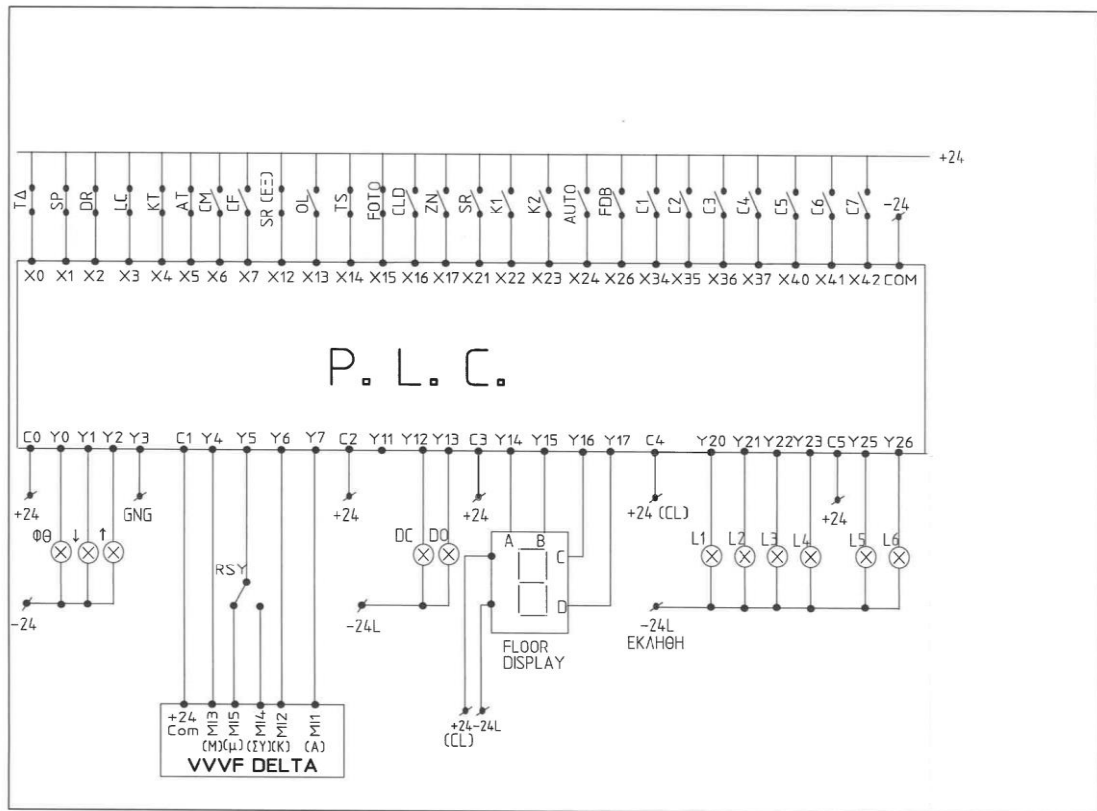 +24
ΤΔ SP DR LC KT AT CM CF SR (ΕΞ) OL TS FOTO CLD ZN SR K1 K2 AUTO FDB C1 C2 C3 C4 C5 C6 C7 -24
X0 X1 X2 X3 X4 X5 X6 X7 X12 X13 X14 X15 X16 X17 X21 X22 X23 X24 X26 X34 X35 X36 X37 X40 X41 X42 COM
P. L. C.
C0 Y0 Y1 Y2 Y3 C1 Y4 Y5 Y6 Y7 C2 Y11 Y12 Y13 C3 Y14 Y15 Y16 Y17 C4 Y20 Y21 Y22 Y23 C5 Y25 Y26
+24 GNG +24 +24 +24 (CL) +24
ΦΘ ↓ ↑ DC DO A B C L1 L2 L3 L4 L5 L6
RSY
D
-24 -24L -24L
ΕΚΛΗΘΗ
FLOOR
DISPLAY
+24 -24L
(CL)
+24 MI3 MI5 MI4 MI2 MI1
Com (M) (μ) (ΣΥ) (K) (A)
VVVF DELTA